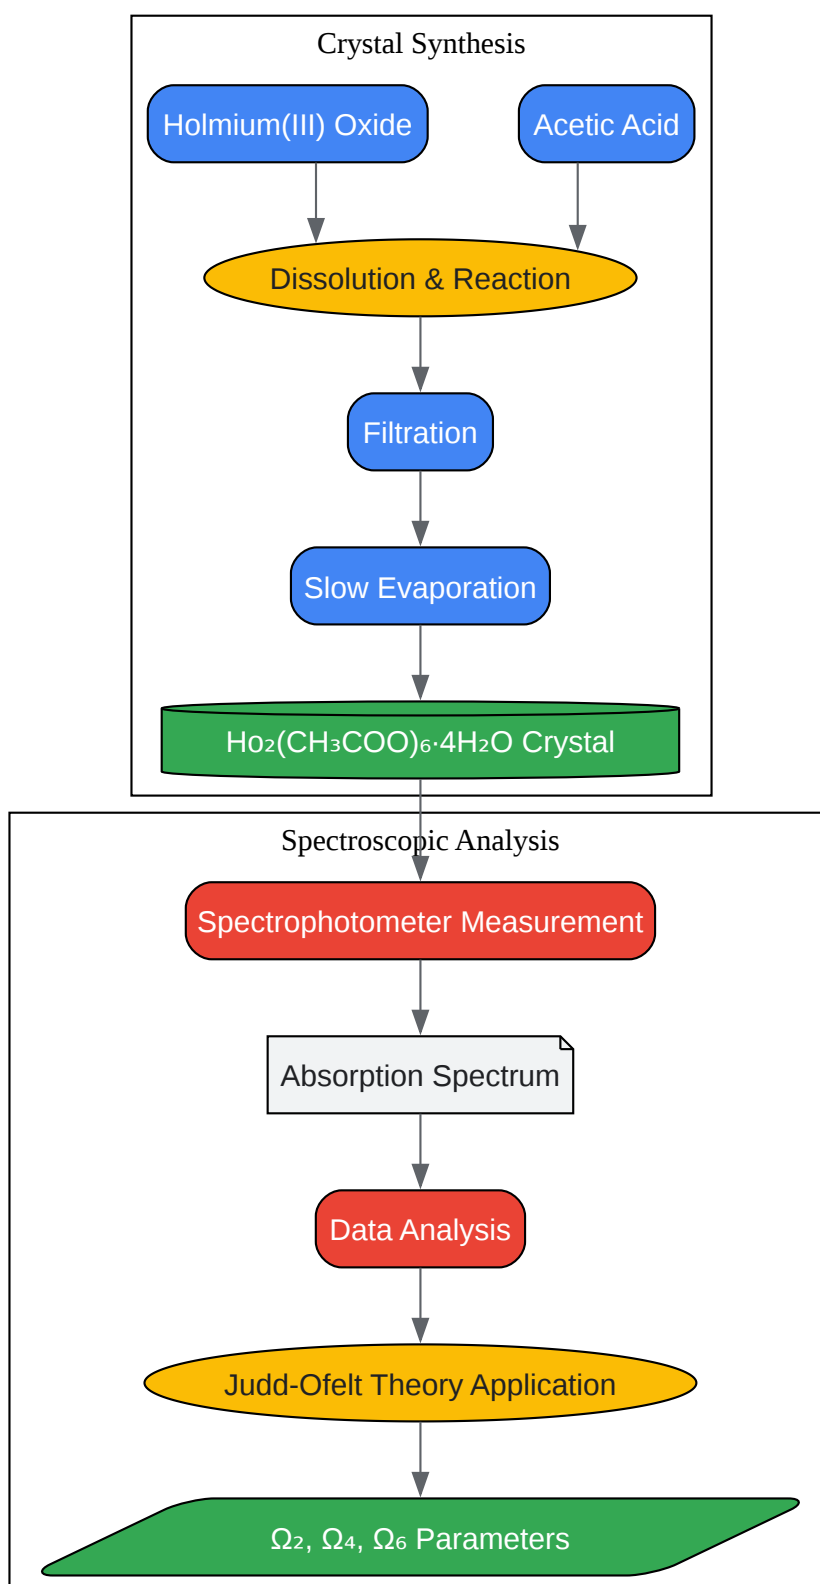 Crystal Synthesis
Holmium(III) Oxide
Acetic Acid
Dissolution & Reaction
Filtration
Slow Evaporation
Ho₂(CH₃COO)₆·4H₂O Crystal
Spectroscopic Analysis
Spectrophotometer Measurement
Absorption Spectrum
Data Analysis
Judd-Ofelt Theory Application
Ω₂, Ω₄, Ω₆ Parameters